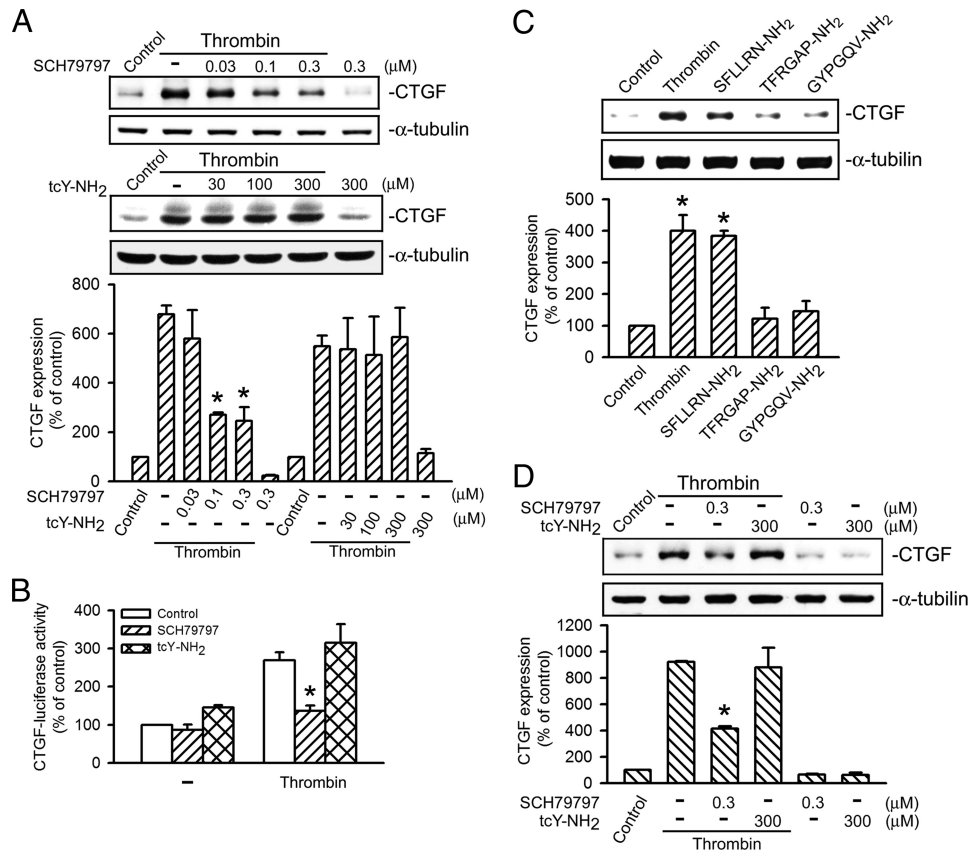 A
Control
Thrombin
SCH79797 - 0.03 0.1 0.3 0.3 (μM)
-CTGF
-α-tubulin
Control
Thrombin
tcY-NH2 - 30 100 300 300 (μM)
-CTGF
-α-tubulin
CTGF expression
(% of control)
800
600
400
200
0
* *
SCH79797 Control - 0.03 0.1 0.3 0.3 Control - (μM)
tcY-NH2 - 30 100 300 300 (μM)
Thrombin Thrombin
B
CTGF-luciferase activity
(% of control)
400
300
200
100
0
Control
SCH79797
tcY-NH2
*
- Thrombin
C
Control Thrombin SFLLRN-NH2 TFRGAP-NH2 GYPGQV-NH2
-CTGF
-α-tubilin
CTGF expression
(% of control)
500
400
300
200
100
0
* *
Control Thrombin SFLLRN-NH2 TFRGAP-NH2 GYPGQV-NH2
D
Control
Thrombin
SCH79797 - 0.3 - 0.3 - (μM)
tcY-NH2 - - 300 - 300 (μM)
-CTGF
-α-tubilin
CTGF expression
(% of control)
1200
1000
800
600
400
200
0
*
SCH79797 Control - 0.3 - 0.3 - (μM)
tcY-NH2 - - 300 - 300 (μM)
Thrombin